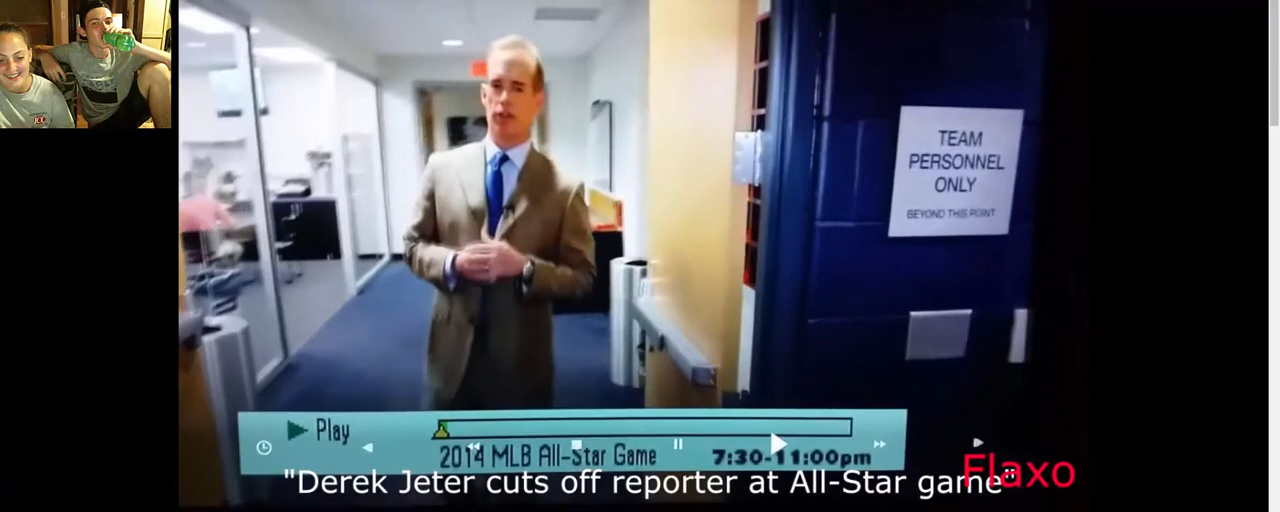 TEAM
PERSONNEL
ONLY
BEYOND THIS POINT
Play
2014 MLB All-Star Game
7:30-11:00pm
"Derek Jeter cuts off reporter at All-Star game"
Flaxo